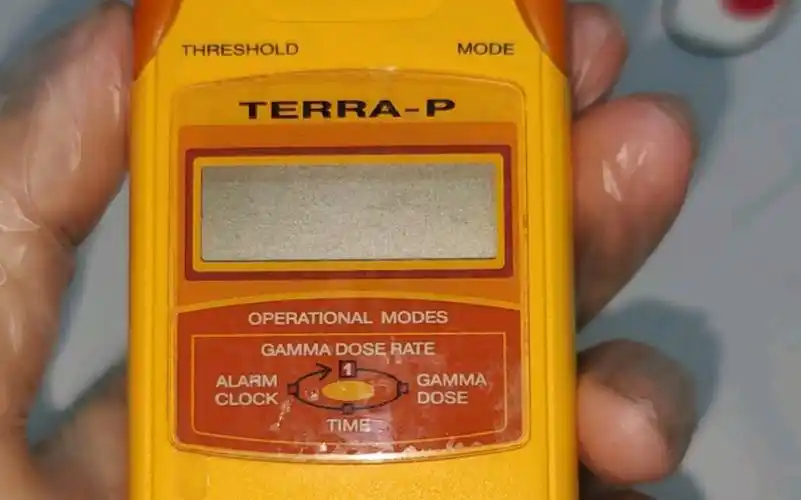 THRESHOLD MODE
TERRA-P
OPERATIONAL MODES
GAMMA DOSE RATE
1
ALARM CLOCK
GAMMA DOSE
TIME